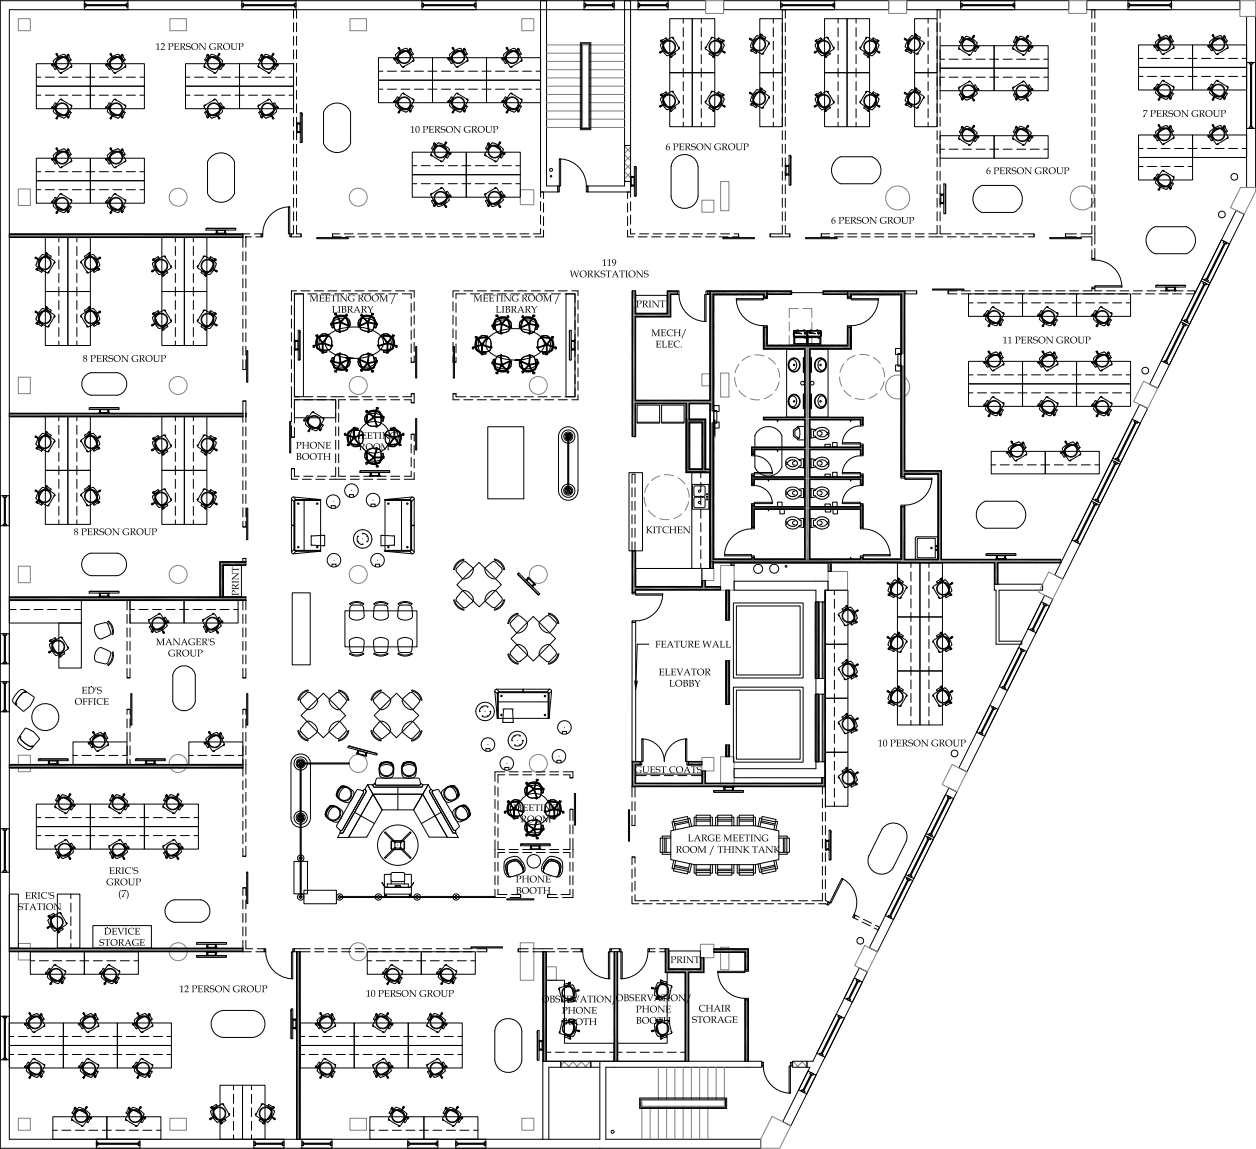 12 PERSON GROUP
10 PERSON GROUP
6 PERSON GROUP
6 PERSON GROUP
6 PERSON GROUP
7 PERSON GROUP
119
WORKSTATIONS
MEETING ROOM /
LIBRARY
MEETING ROOM /
LIBRARY
PRINT
MECH/
ELEC.
11 PERSON GROUP
8 PERSON GROUP
PHONE
BOOTH
MEETING
ROOM
8 PERSON GROUP
KITCHEN
PRINT
MANAGER'S
GROUP
ED'S
OFFICE
FEATURE WALL
ELEVATOR
LOBBY
10 PERSON GROUP
GUEST COATS
MEETING
ROOM
LARGE MEETING
ROOM / THINK TANK
PHONE
BOOTH
ERIC'S
GROUP
(7)
ERIC'S
STATION
DEVICE
STORAGE
12 PERSON GROUP
10 PERSON GROUP
PRINT
OBSERVATION/
PHONE
BOOTH
OBSERVATION/
PHONE
BOOTH
CHAIR
STORAGE